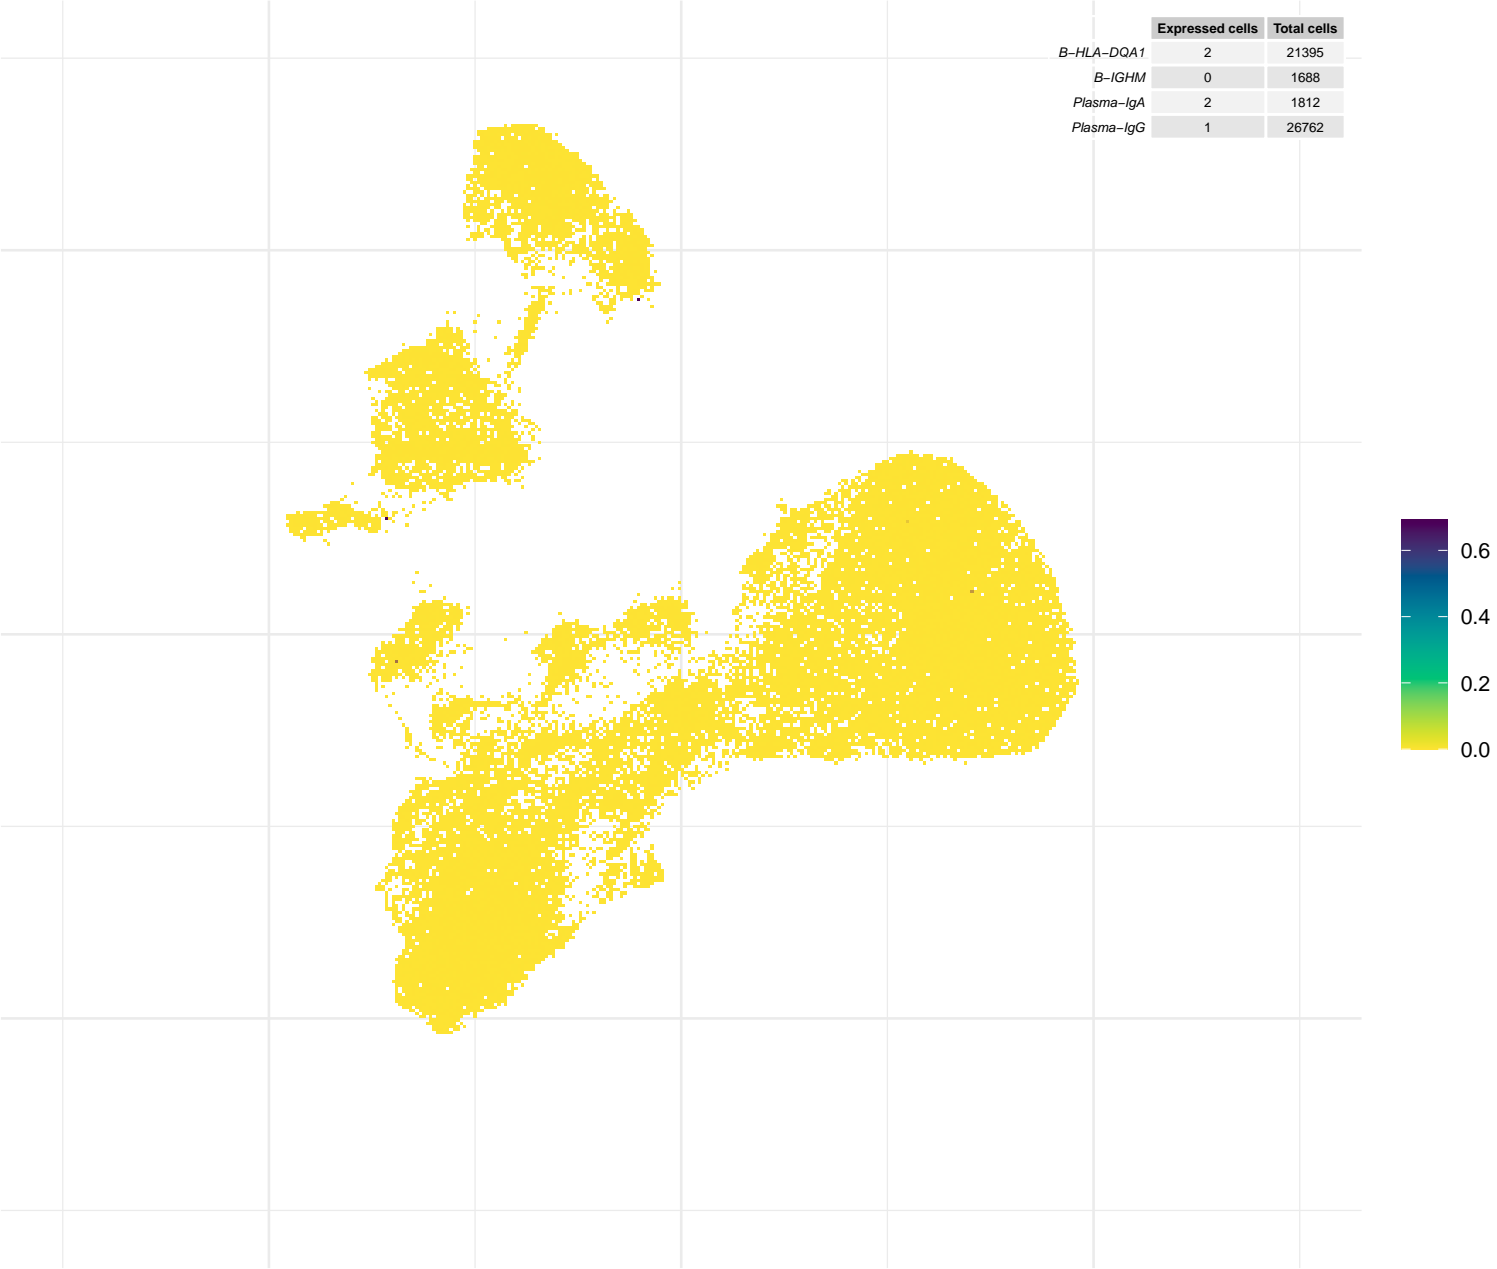 Expressed cells Total cells
B−HLA−DQA1 2 21395
B−IGHM 0 1688
Plasma−IgA 2 1812
Plasma−IgG 1 26762
0.6
0.4
0.2
0.0